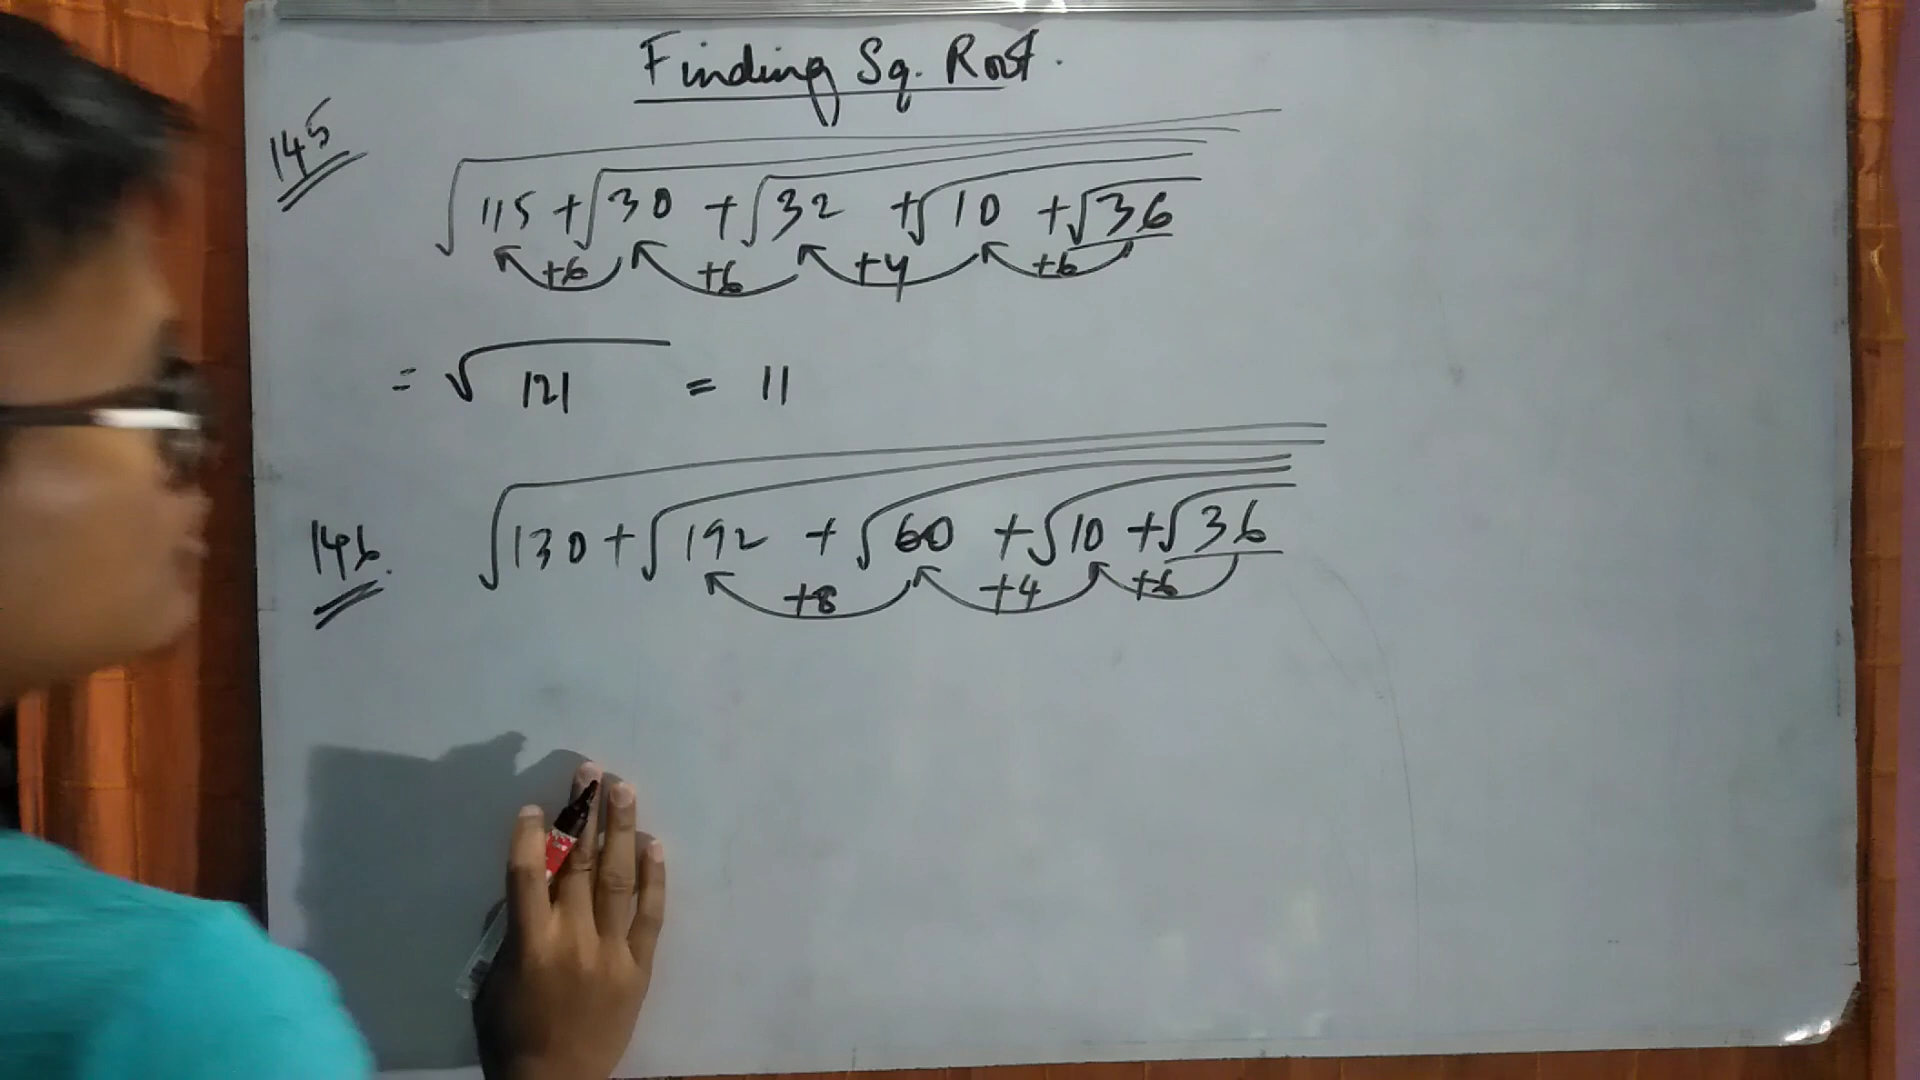 Finding Sq. Root.
145
√115 + √30 + √32 + √10 + √36
+6 +6 +4 +6
= √121 = 11
146.
√130 + √192 + √60 + √10 + √36
+8 +4 +6